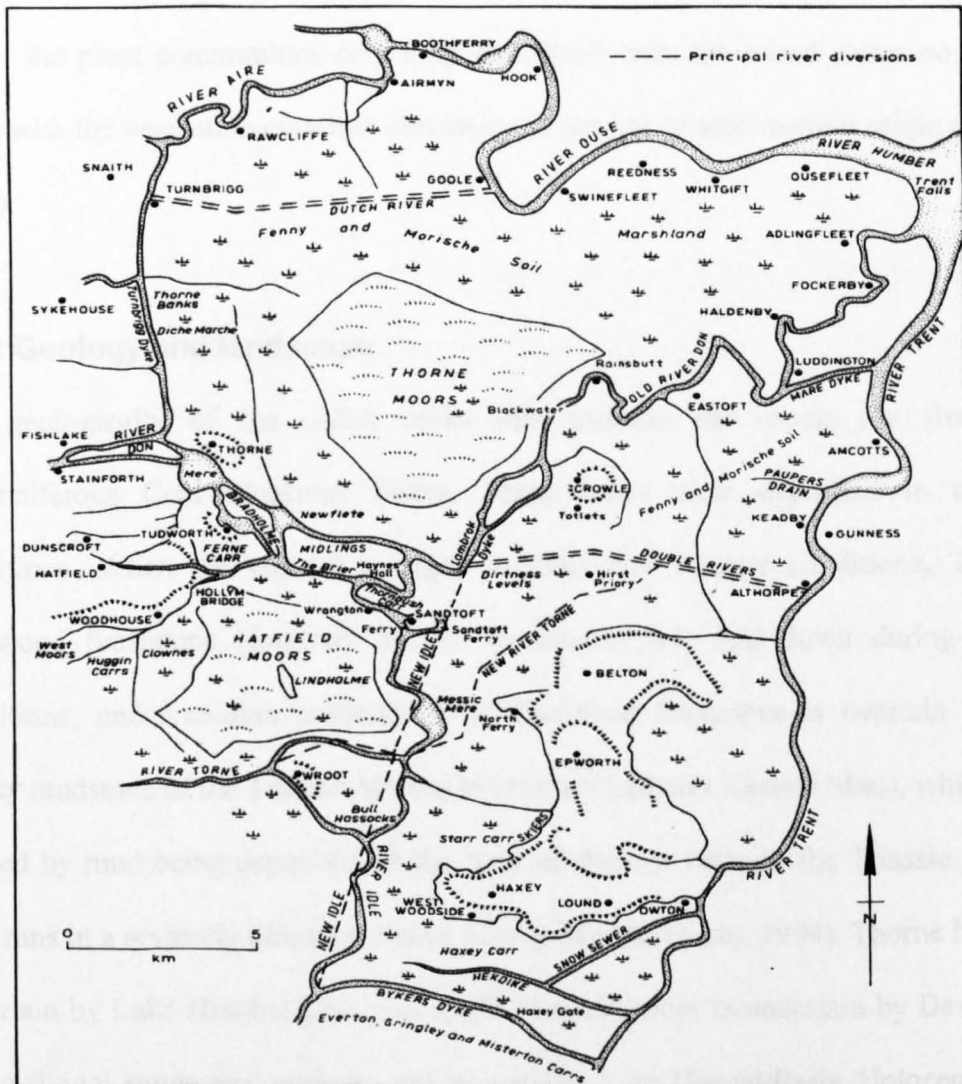 BOOTHFERRY
HOOK
Principal river diversions
RIVER AIRE
AIRMYN
RAWCLIFFE
SNAITH
GOOLE
RIVER OUSE
REEDNESS
WHITGIFT
OUSEFLEET
RIVER HUMBER
Trent Falls
TURNBRIGG
SWINEFLEET
DUTCH RIVER
Fenny and Morische Soil
Marshland
ADLINGFLEET
SYKEHOUSE
Turnbrigg Dyke
Thorne Banks
Diche Marche
FOCKERBY
HALDENBY
RIVER TRENT
THORNE MOORS
Rainsbutt
OLD RIVER DON
LUDDINGTON
MARE DYKE
Blackwater
EASTOFT
FISHLAKE
RIVER DON
STAINFORTH
THORNE
Mere
BRADHOLME
CROWLE
Tatlets
Fenny and Morische Soil
AMCOTTS
PAUPERS DRAIN
KEADBY
GUNNESS
Newflete
TUDWORTH
DUNSCROFT
HATFIELD
FERNE CARR
MIDLINGS
The Brier
Haynes Hall
Dyke
Dirtness Levels
DOUBLE RIVERS
Hirst Priory
ALTHORPE
HOLLYM BRIDGE
Wrangton
SANDTOFT
Ferry
Sandtoft Ferry
WOODHOUSE
West Moors
Huggin Carrs
Clownes
HATFIELD MOORS
LINDHOLME
NEW IDLE
NEW RIVER TORNE
BELTON
Messic Mere
North Ferry
RIVER TORNE
WROOT
EPWORTH
Bull Hassocks
Starr Carr
SKIERS
RIVER IDLE
RIVER TRENT
HAXEY
WEST WOODSIDE
LOUND
OWTON
NEW IDLE
Haxey Carr
SNOW SEWER
HEKDIKE
Haxey Gate
BYKERS DYKE
Everton, Gringley and Misterton Carrs
0 5
km
N